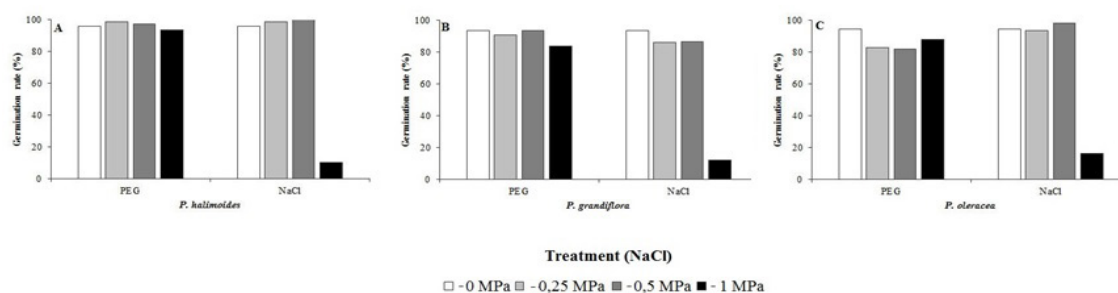 A
Germination rate (%)
100
80
60
40
20
0
PEG
NaCl
P. halimoides
B
Germination rate (%)
100
80
60
40
20
0
PEG
NaCl
P. grandiflora
C
Germination rate (%)
100
80
60
40
20
0
PEG
NaCl
P. oleracea
Treatment (NaCl)
- 0 MPa - 0,25 MPa - 0,5 MPa - 1 MPa